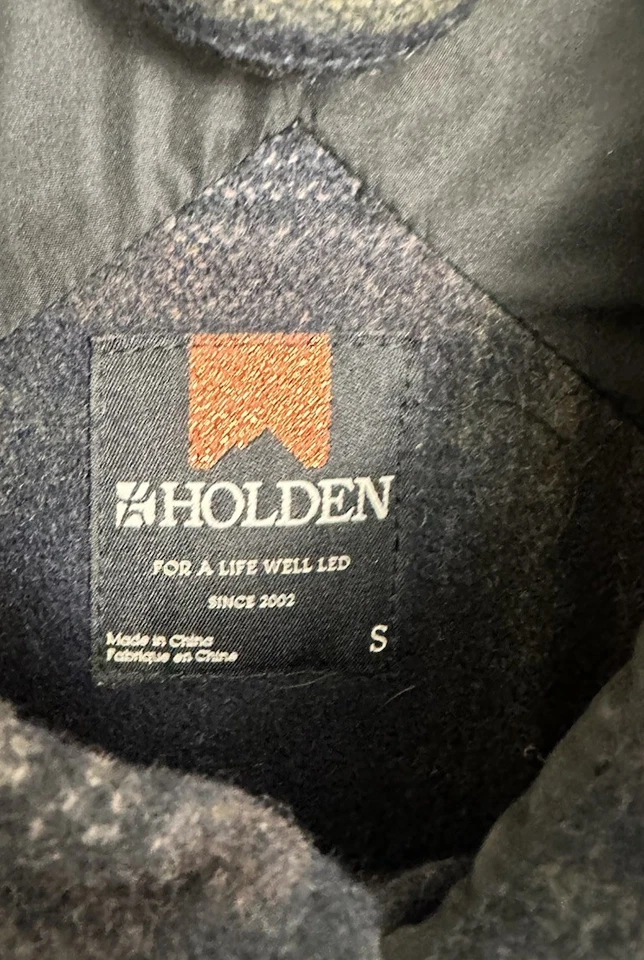 HOLDEN
FOR A LIFE WELL LED
SINCE 2002
Made in China
Fabriqué en Chine
S